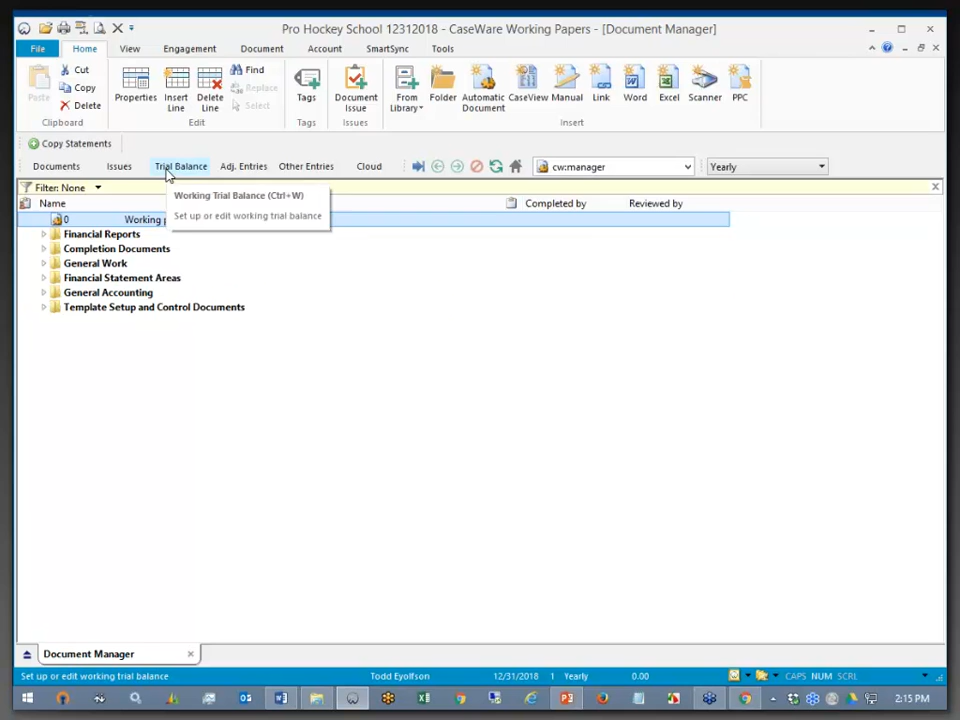 Pro Hockey School 12312018 - CaseWare Working Papers - [Document Manager]
File Home View Engagement Document Account SmartSync Tools
Paste Cut Copy Delete Properties Insert Line Delete Line Find Replace Select Tags Document Issue From Library Folder Automatic Document CaseView Manual Link Word Excel Scanner PPC
Clipboard Edit Tags Issues Insert
Copy Statements
Documents Issues Trial Balance Adj. Entries Other Entries Cloud cw:manager Yearly
Filter: None
Working Trial Balance (Ctrl+W)
Set up or edit working trial balance
Name Completed by Reviewed by
0 Working p
Financial Reports
Completion Documents
General Work
Financial Statement Areas
General Accounting
Template Setup and Control Documents
Document Manager
Set up or edit working trial balance Todd Eyolfson 12/31/2018 1 Yearly 0.00 CAPS NUM SCRL
2:15 PM